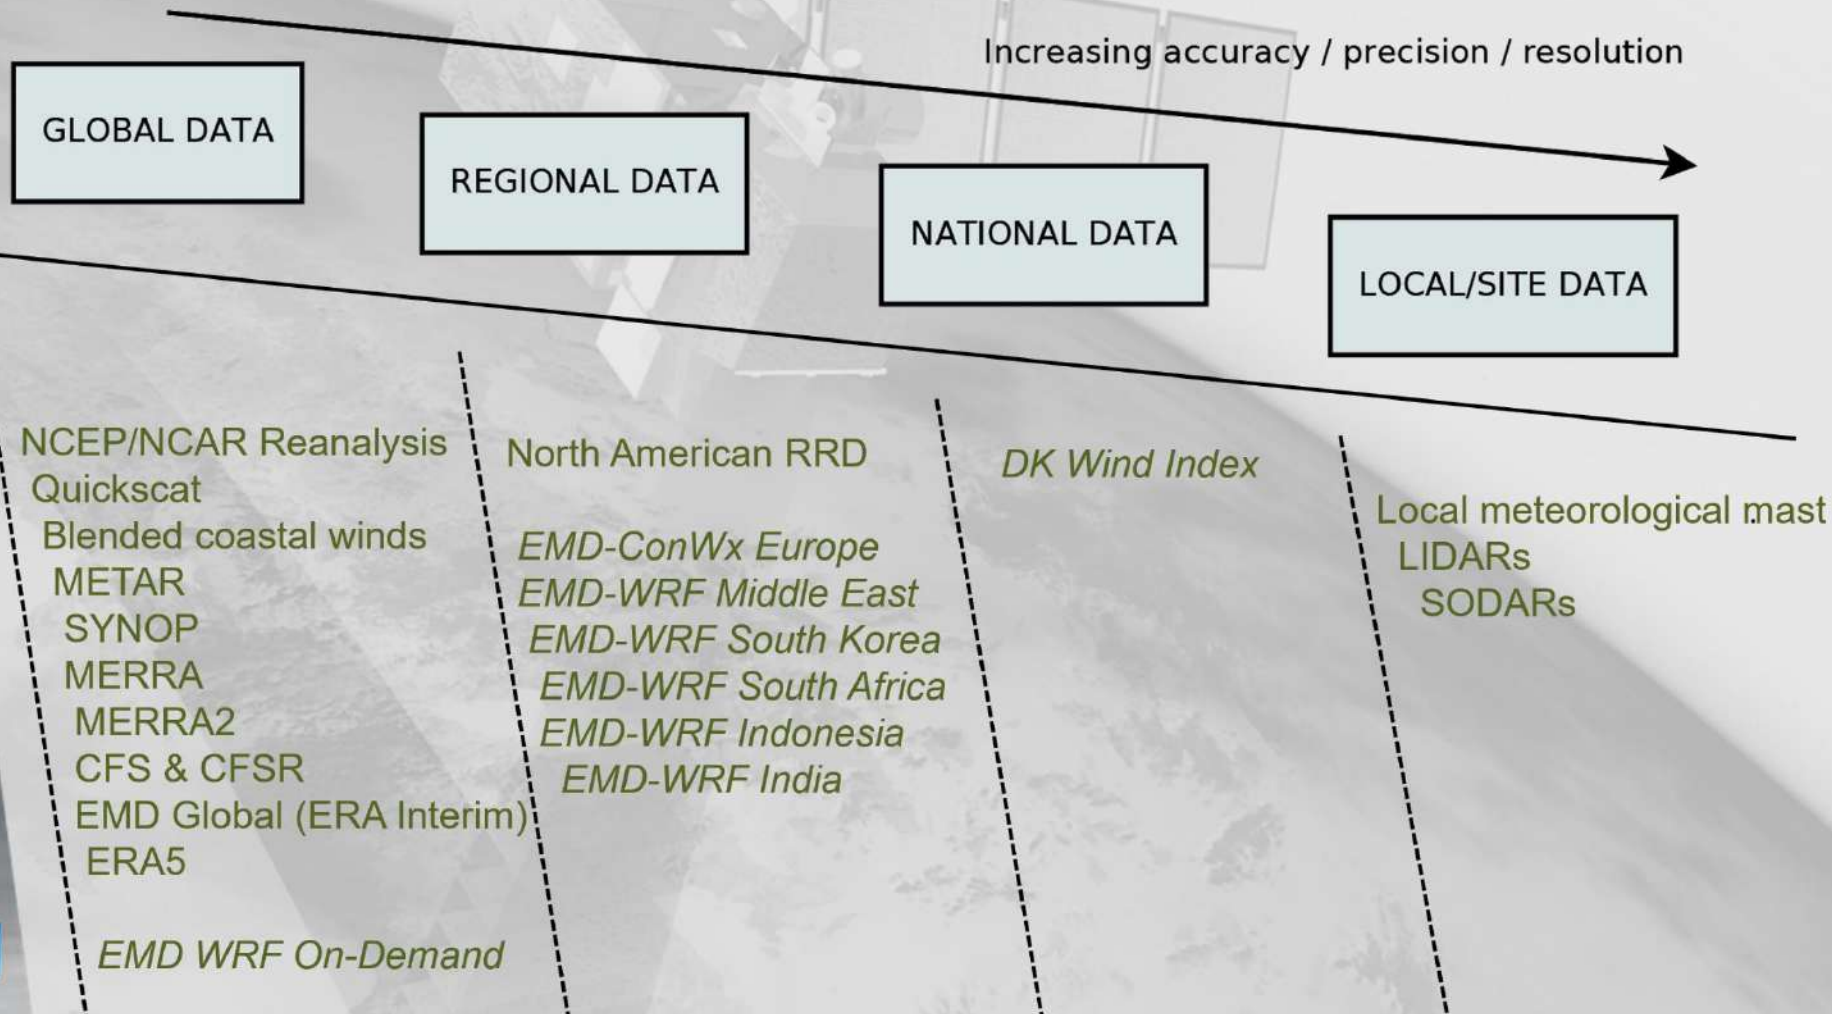 Increasing accuracy / precision / resolution
GLOBAL DATA
REGIONAL DATA
NATIONAL DATA
LOCAL/SITE DATA
NCEP/NCAR Reanalysis
Quickscat
Blended coastal winds
METAR
SYNOP
MERRA
MERRA2
CFS & CFSR
EMD Global (ERA Interim)
ERA5
EMD WRF On-Demand
North American RRD
EMD-ConWx Europe
EMD-WRF Middle East
EMD-WRF South Korea
EMD-WRF South Africa
EMD-WRF Indonesia
EMD-WRF India
DK Wind Index
Local meteorological mast
LIDARs
SODARs